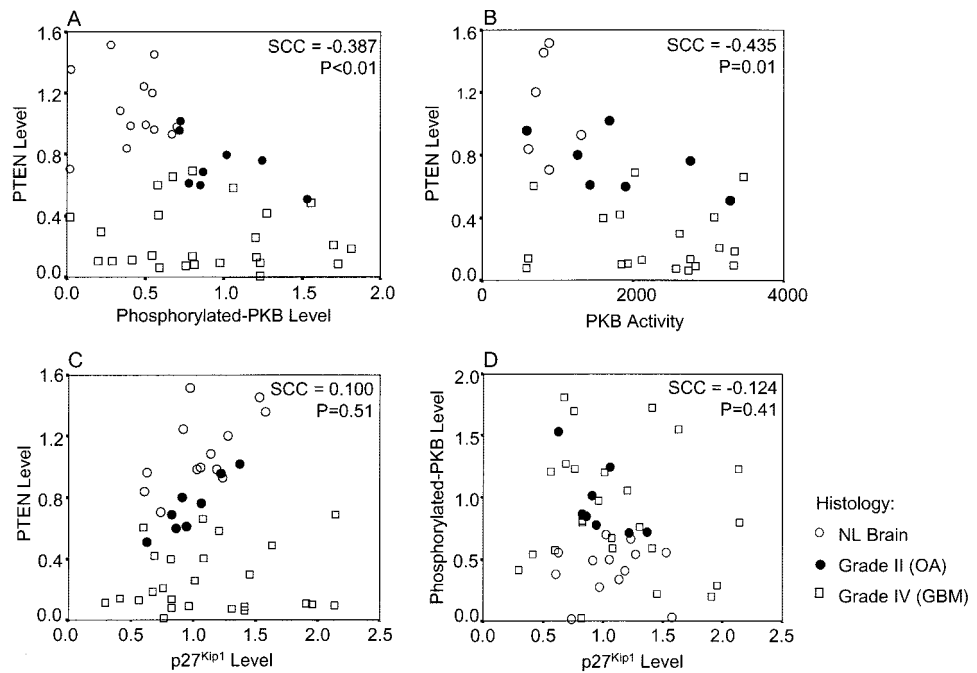 A
SCC = -0.387
P<0.01
1.6
1.2
0.8
0.4
0.0
PTEN Level
0.0 0.5 1.0 1.5 2.0
Phosphorylated-PKB Level
B
SCC = -0.435
P=0.01
1.6
1.2
0.8
0.4
0.0
PTEN Level
0 2000 4000
PKB Activity
C
SCC = 0.100
P=0.51
1.6
1.2
0.8
0.4
0.0
PTEN Level
0.0 0.5 1.0 1.5 2.0 2.5
p27Kip1 Level
D
SCC = -0.124
P=0.41
2.0
1.5
1.0
0.5
0.0
Phosphorylated-PKB Level
0.0 0.5 1.0 1.5 2.0 2.5
p27Kip1 Level
Histology:
NL Brain
Grade II (OA)
Grade IV (GBM)